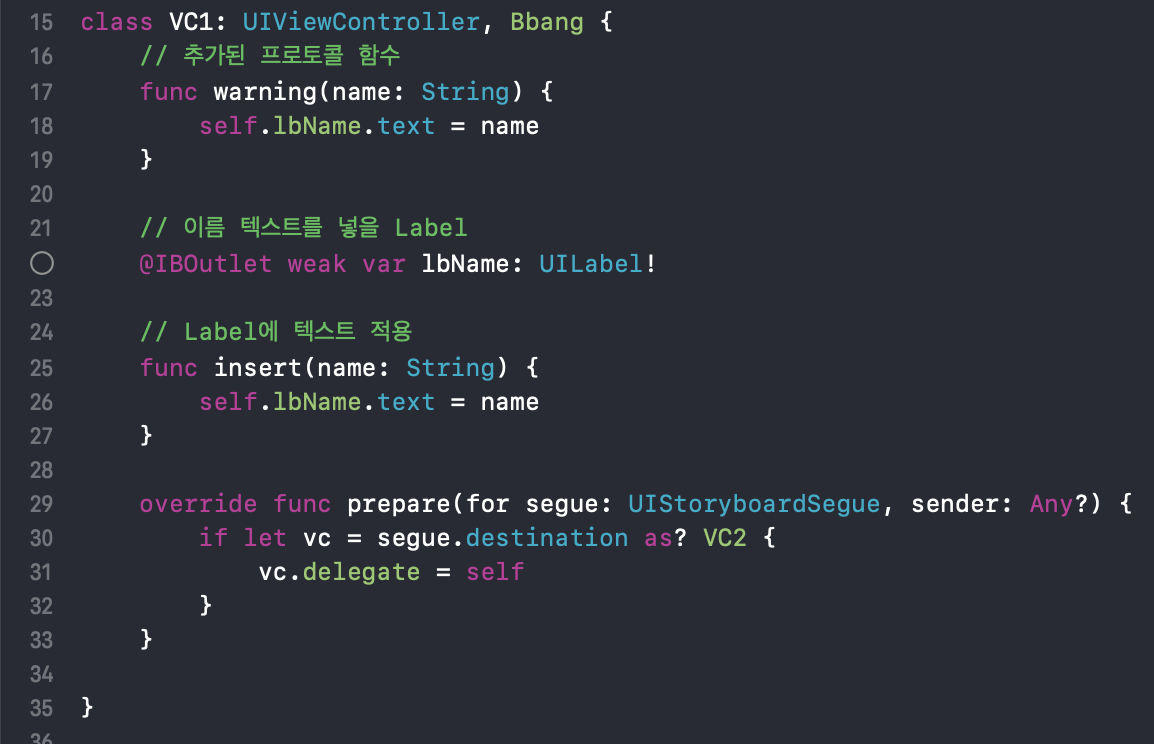 15 class VC1: UIViewController, Bbang {
16 // 추가된 프로토콜 함수
17 func warning(name: String) {
18 self.lbName.text = name
19 }
20
21 // 이름 텍스트를 넣을 Label
@IBOutlet weak var lbName: UILabel!
23
24 // Label에 텍스트 적용
25 func insert(name: String) {
26 self.lbName.text = name
27 }
28
29 override func prepare(for segue: UIStoryboardSegue, sender: Any?) {
30 if let vc = segue.destination as? VC2 {
31 vc.delegate = self
32 }
33 }
34
35 }
36